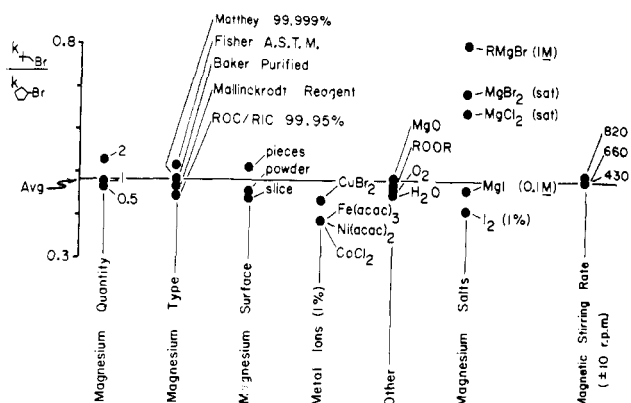 0.8
k
Br
k
Br
Avg
0.3
Matthey 99.999%
Fisher A.S.T.M.
Baker Purified
Mallinckrodt Reagent
ROC/RIC 99.95%
2
1
0.5
pieces
powder
slice
CuBr2
Fe(acac)3
Ni(acac)2
CoCl2
MgO
ROOR
O2
H2O
RMgBr (1M)
MgBr2 (sat)
MgCl2 (sat)
MgI (0.1M)
I2 (1%)
820
660
430
Magnesium Quantity
Magnesium Type
Magnesium Surface
Metal Ions (1%)
Other
Magnesium Salts
Magnetic Stirring Rate
(±10 r.p.m)